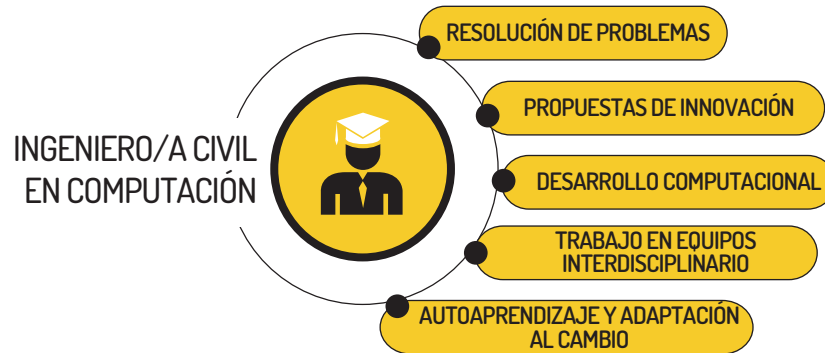 INGENIERO/A CIVIL
EN COMPUTACIÓN
RESOLUCIÓN DE PROBLEMAS
PROPUESTAS DE INNOVACIÓN
DESARROLLO COMPUTACIONAL
TRABAJO EN EQUIPOS
INTERDISCIPLINARIO
AUTOAPRENDIZAJE Y ADAPTACIÓN
AL CAMBIO